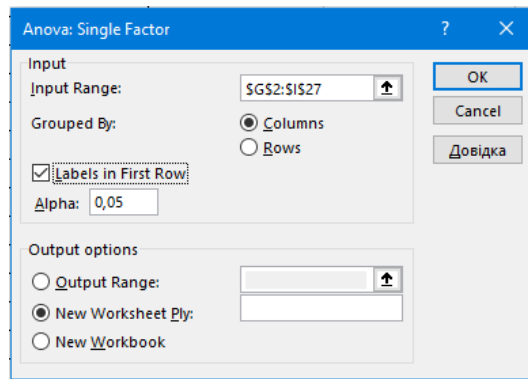 Anova: Single Factor ? ×
Input
Input Range: $G$2:$I$27
Grouped By: Columns
Rows
Labels in First Row
Alpha: 0,05
OK
Cancel
Довідка
Output options
Output Range:
New Worksheet Ply:
New Workbook